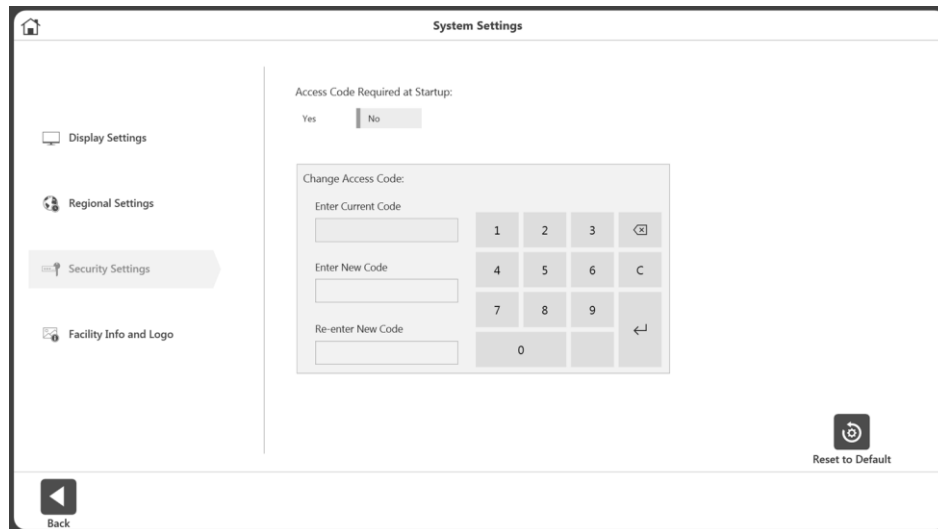 System Settings
Display Settings
Regional Settings
Security Settings
Facility Info and Logo
Access Code Required at Startup:
Yes No
Change Access Code:
Enter Current Code
Enter New Code
Re-enter New Code
1 2 3
4 5 6 C
7 8 9
0
Reset to Default
Back